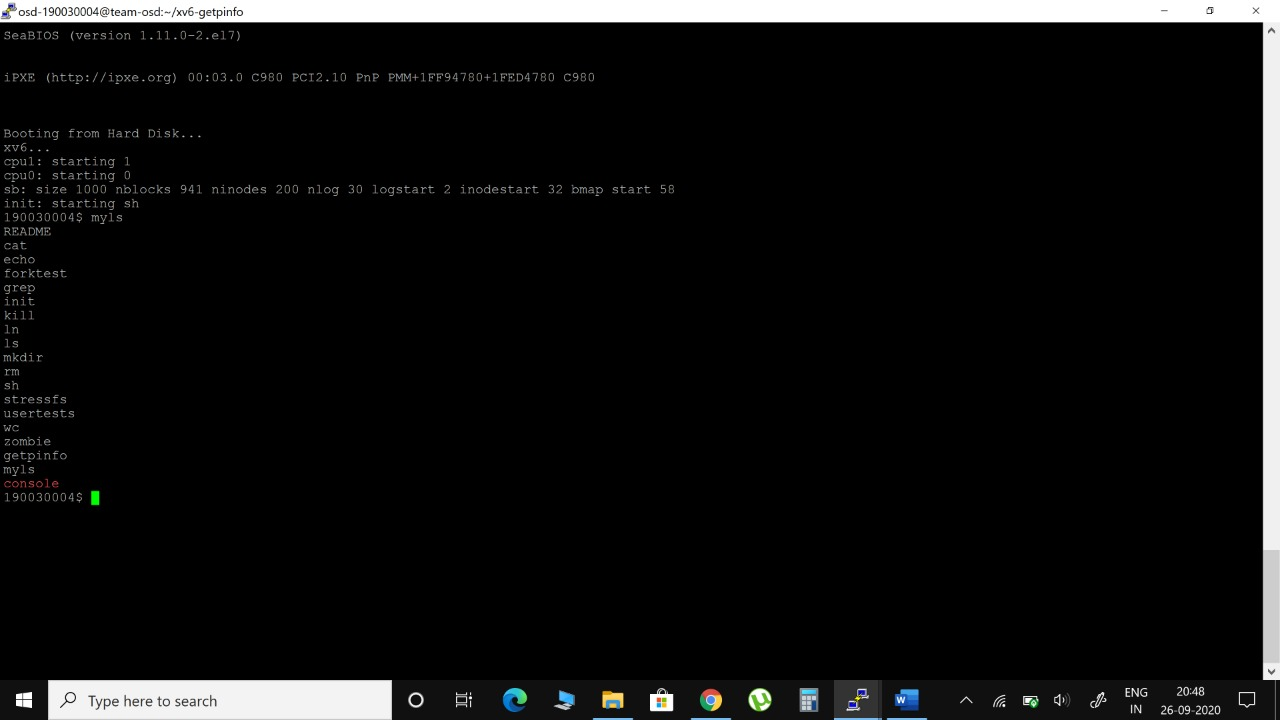 osd-190030004@team-osd:~/xv6-getpinfo
SeaBIOS (version 1.11.0-2.el7)
iPXE (http://ipxe.org) 00:03.0 C980 PCI2.10 PnP PMM+1FF94780+1FED4780 C980
Booting from Hard Disk...
xv6...
cpu1: starting 1
cpu0: starting 0
sb: size 1000 nblocks 941 ninodes 200 nlog 30 logstart 2 inodestart 32 bmap start 58
init: starting sh
190030004$ myls
README
cat
echo
forktest
grep
init
kill
ln
ls
mkdir
rm
sh
stressfs
usertests
wc
zombie
getpinfo
myls
console
190030004$
Type here to search
W
ENG
IN
20:48
26-09-2020